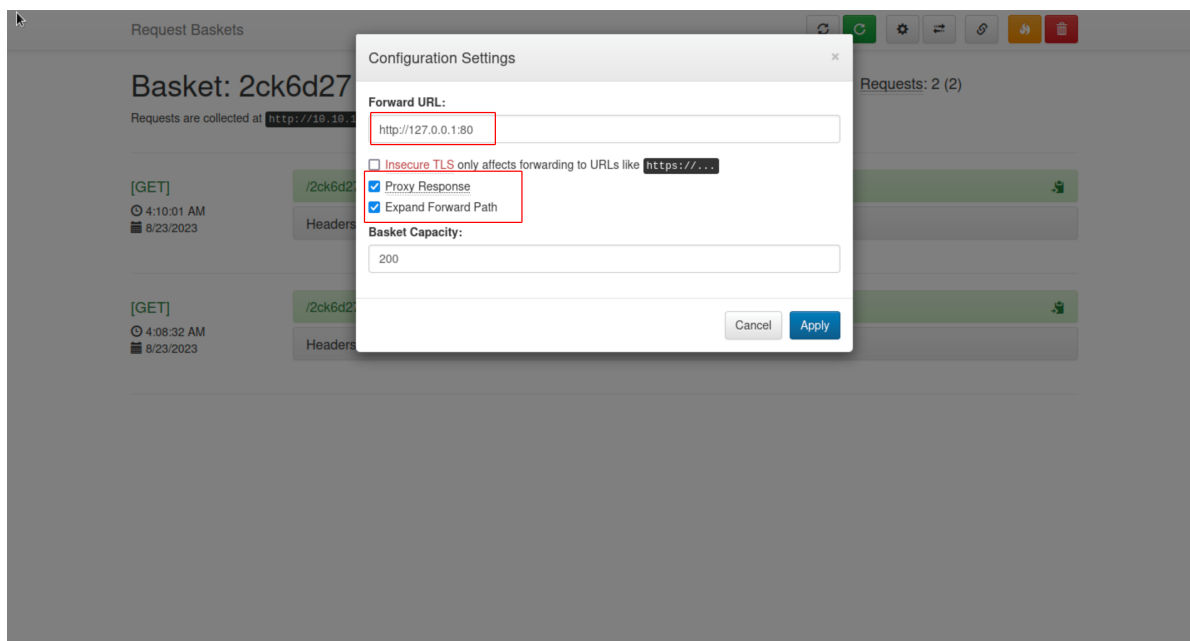 Request Baskets
Configuration Settings
×
Basket: 2ck6d27
Requests: 2 (2)
Requests are collected at http://10.10.1
Forward URL:
http://127.0.0.1:80
Insecure TLS only affects forwarding to URLs like https://...
Proxy Response
Expand Forward Path
Basket Capacity:
200
Cancel
Apply
[GET]
/2ck6d27
4:10:01 AM
8/23/2023
Headers
[GET]
/2ck6d27
4:08:32 AM
8/23/2023
Headers